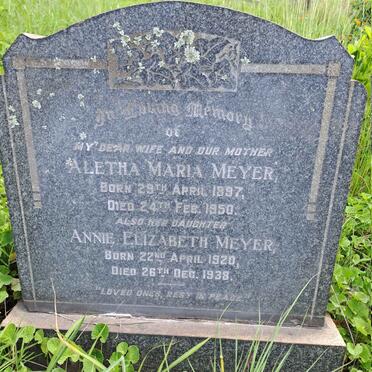 In Loving Memory
OF
MY DEAR WIFE AND OUR MOTHER
ALETHA MARIA MEYER,
BORN 29TH APRIL 1897,
DIED 24TH FEB. 1950.
ALSO HER DAUGHTER
ANNIE ELIZABETH MEYER,
BORN 22ND APRIL 1920,
DIED 26TH DEC. 1938.
"LOVED ONES, REST IN PEACE"